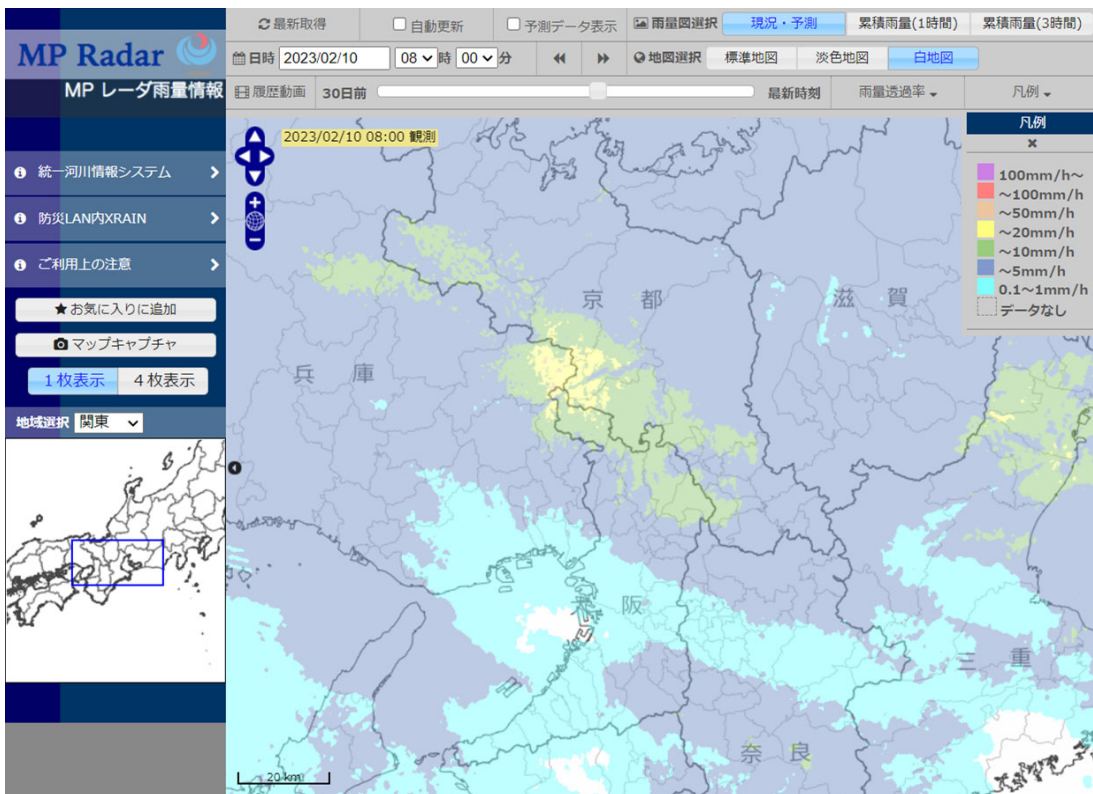 MP Radar
MP レーダ雨量情報
統一河川情報システム
防災LAN内XRAIN
ご利用上の注意
お気に入りに追加
マップキャプチャ
1枚表示 4枚表示
地域選択 関東
最新取得 自動更新 予測データ表示 雨量図選択 現況・予測 累積雨量(1時間) 累積雨量(3時間)
日時 2023/02/10 08 時 00 分 地図選択 標準地図 淡色地図 白地図
履歴動画 30日前 最新時刻 雨量透過率 凡例
2023/02/10 08:00 観測
凡例
100mm/h~
~100mm/h
~50mm/h
~20mm/h
~10mm/h
~5mm/h
0.1~1mm/h
データなし
京都
滋賀
兵庫
大阪
三重
奈良
20 km